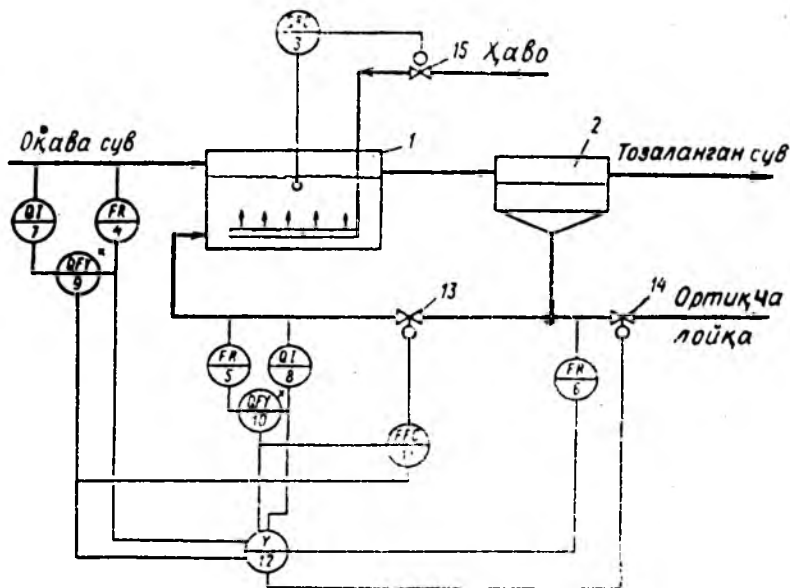 3
15 Ҳаво
1
2
Оқава сув
Тозаланган сув
QI
7
FR
4
QFY
9
×
13
14
Ортиқча
лойқа
FR
5
QI
8
QFY
10
×
FR
6
FFC
11
Y
12